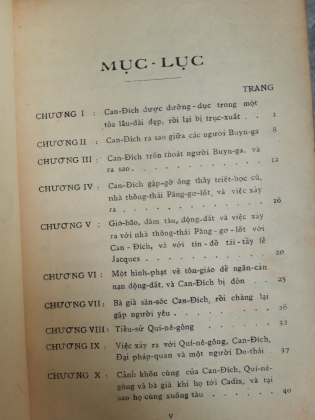 MỤC-LỤC
TRANG
CHƯƠNG I : Can-Đích được dưỡng-dục trong một
tòa lâu-đài đẹp, rồi lại bị trục-xuất . 1
CHƯƠNG II : Can-Đích ra sao giữa các người Buyn-ga 8
CHƯƠNG III : Can-Đích trốn thoát người Buyn-ga. và
ra sao . . . . . . . . . . 12
CHƯƠNG IV : Can-Đích gặp-gỡ ông thầy triết-học cũ,
nhà thông-thái Păng-gơ-lốt, và việc xảy
ra . . . . . . . . . . 16
CHƯƠNG V : Gió-bão, đắm tàu, động-đất và việc xảy
ra với nhà thông-thái Păng-gơ-lốt với
Can-Đích, và với tín-đồ tái-tẩy lễ
Jacques . . . . . . . . . 20
CHƯƠNG VI : Một hình-phạt về tôn-giáo để ngăn-cản
nạn động-đất, và Can-Đích bị đòn . 25
CHƯƠNG VII : Bà già săn-sóc Can-Đích, rồi chàng lại
gặp người yêu . . . . . . . 28
CHƯƠNG VIII : Tiểu-sử Qui-nê-gông . . . . . 32
CHƯƠNG IX : Việc xảy ra với Qui-nê-gông, Can-Đích,
Đại pháp-quan và một người Do-thái . 37
CHƯƠNG X : Cảnh khốn cùng của Can-Đích, Qui-nê-
gông và bà già khi họ tới Cadix, và tại
sao họ cùng xuống tàu . . . . . 40
V